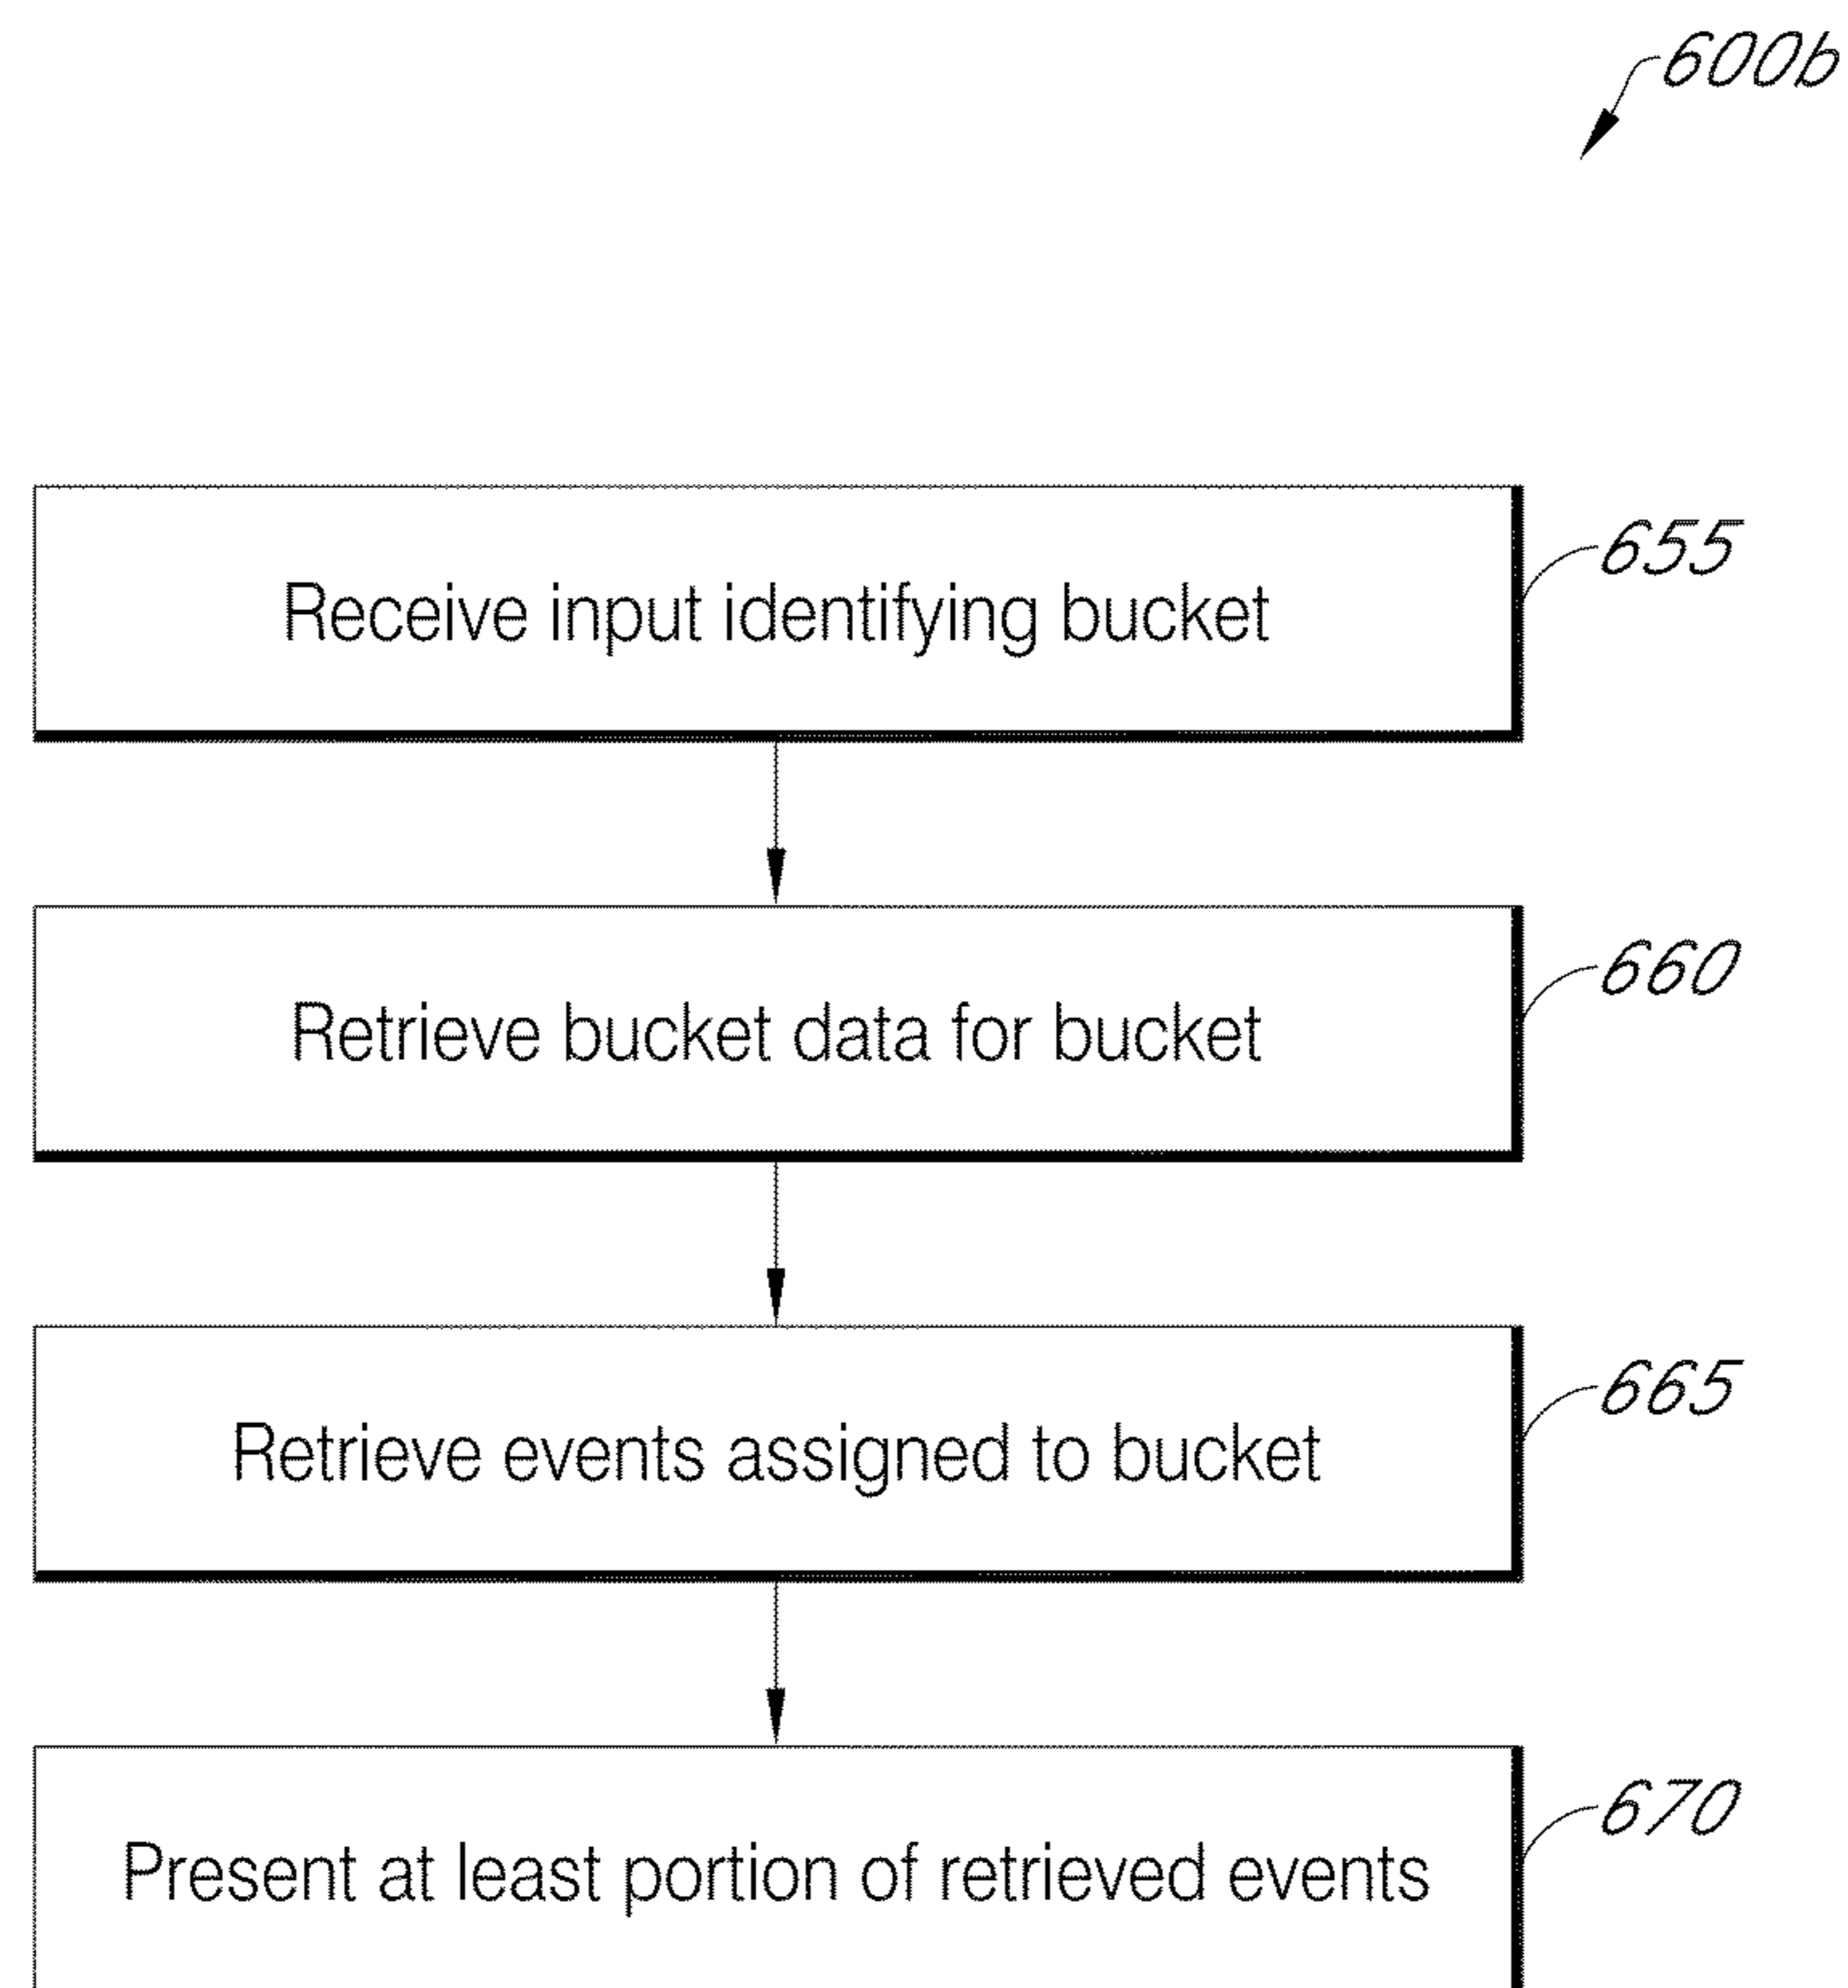 600b
Receive input identifying bucket
655
Retrieve bucket data for bucket
660
Retrieve events assigned to bucket
665
Present at least portion of retrieved events
670